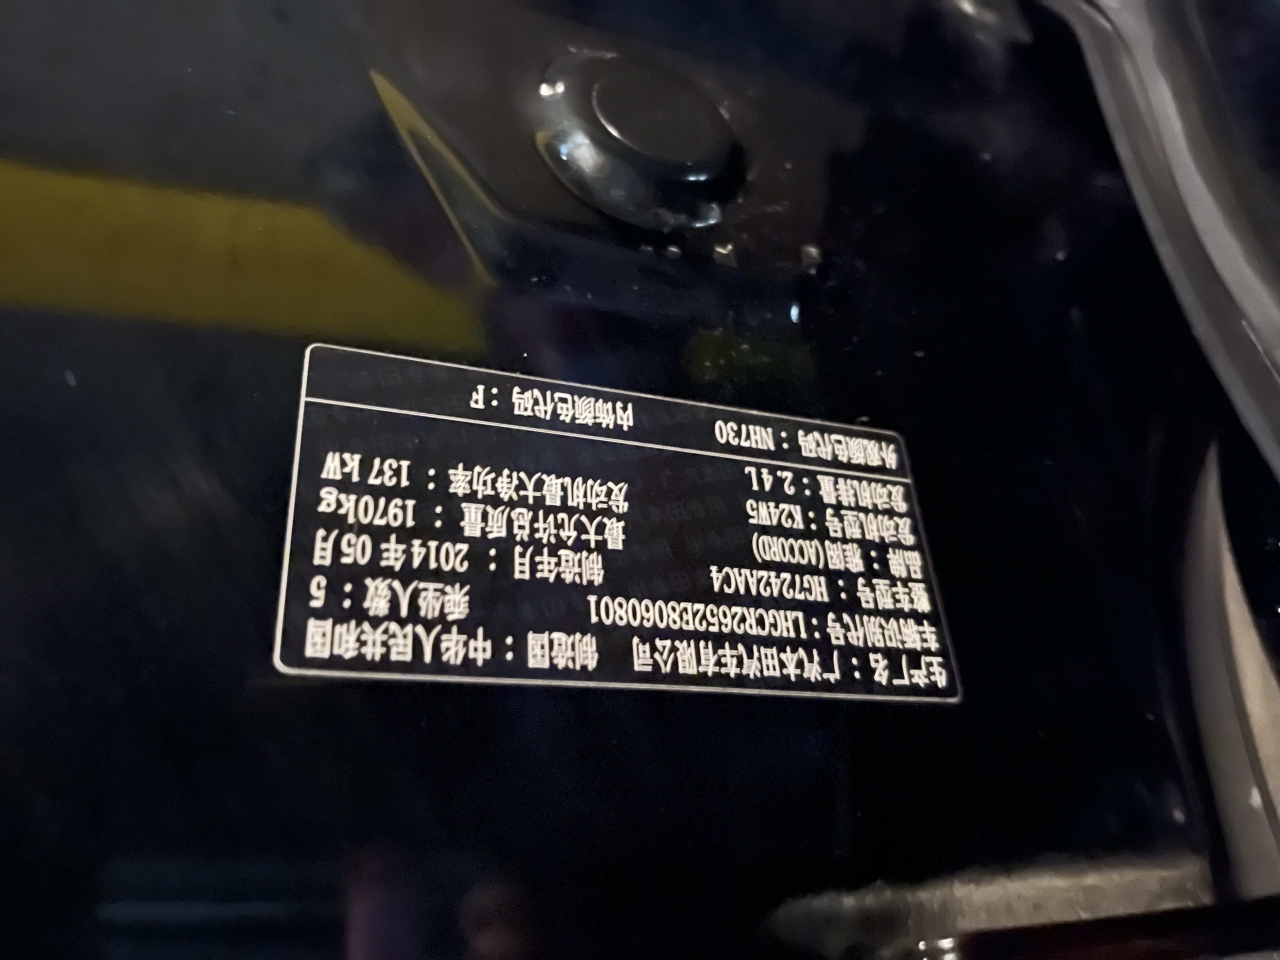 生产厂名：广汽本田汽车有限公司 制造国：中华人民共和国
车辆识别代号：LHGCR2652E8060801 乘坐人数：5
整车型号：HG7242AAC4 制造年月：2014年05月
品牌：雅阁(ACCORD) 最大允许总质量：1970kg
发动机型号：K24W5 发动机最大净功率：137kW
发动机排量：2.4L
外观颜色代码：NH730 内饰颜色代码：F